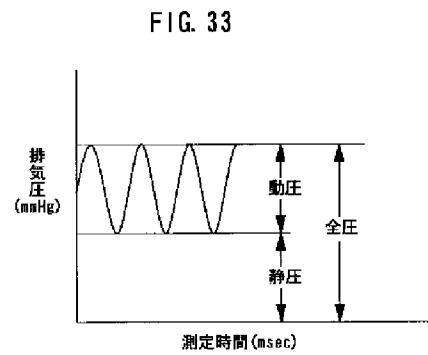 FIG. 33
排気圧
(mmHg)
動圧
全圧
静圧
測定時間(msec)